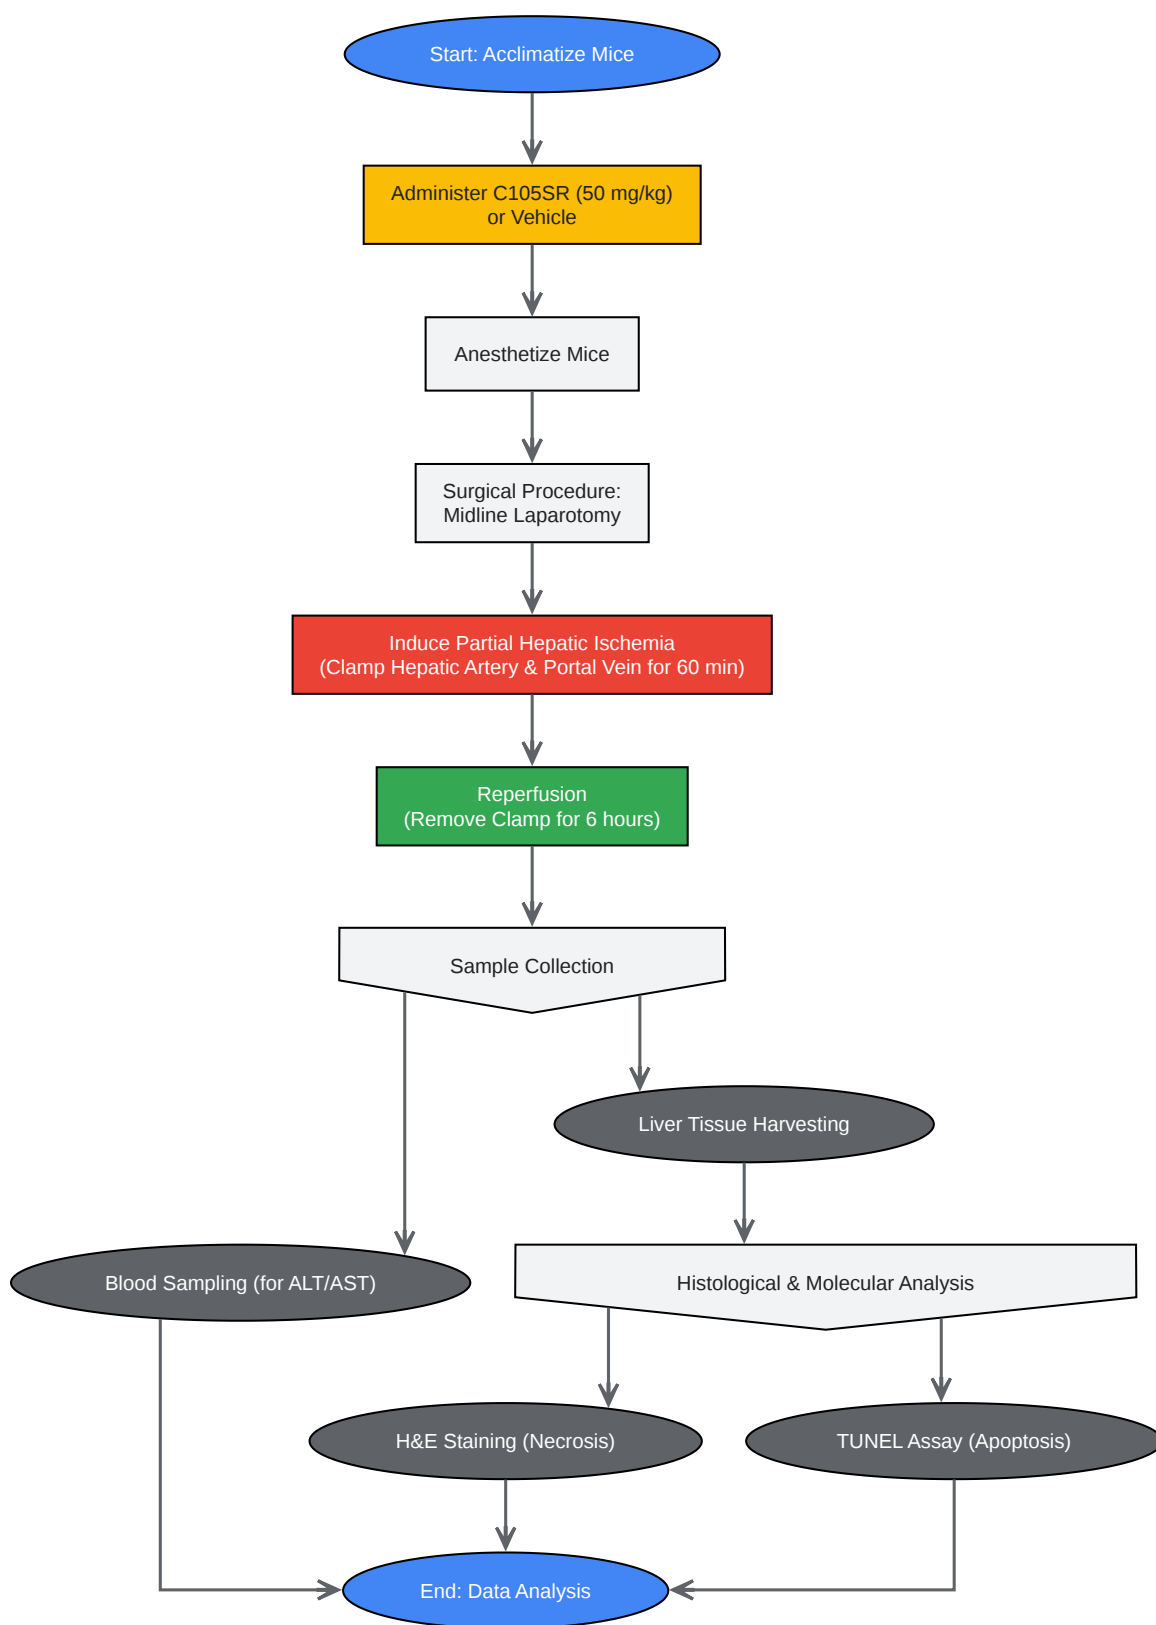 Start: Acclimatize Mice
Administer C105SR (50 mg/kg)
or Vehicle
Anesthetize Mice
Surgical Procedure:
Midline Laparotomy
Induce Partial Hepatic Ischemia
(Clamp Hepatic Artery & Portal Vein for 60 min)
Reperfusion
(Remove Clamp for 6 hours)
Sample Collection
Liver Tissue Harvesting
Blood Sampling (for ALT/AST)
Histological & Molecular Analysis
H&E Staining (Necrosis)
TUNEL Assay (Apoptosis)
End: Data Analysis